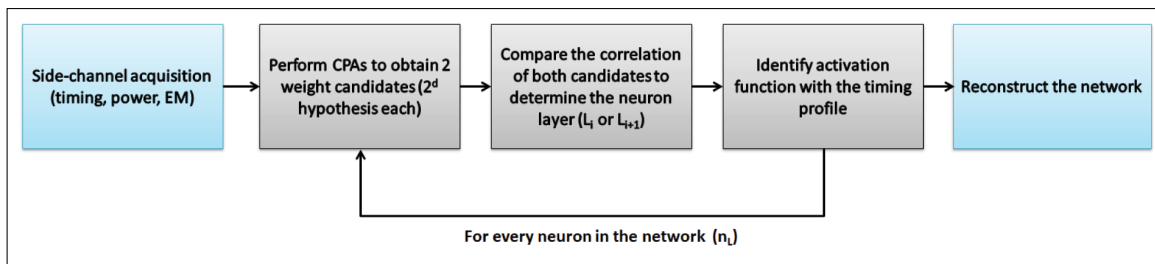 Side-channel acquisition
(timing, power, EM)
Perform CPAs to obtain 2
weight candidates (2ᵈ
hypothesis each)
Compare the correlation
of both candidates to
determine the neuron
layer (Lᵢ or Lᵢ₊₁)
Identify activation
function with the timing
profile
Reconstruct the network
For every neuron in the network (n_L)